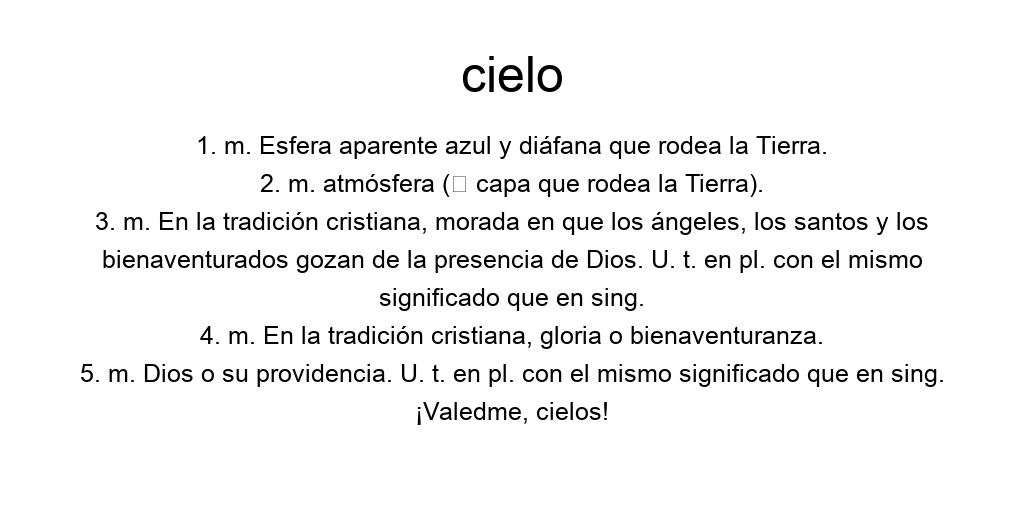 cielo
1. m. Esfera aparente azul y diáfana que rodea la Tierra.
2. m. atmósfera (▯ capa que rodea la Tierra).
3. m. En la tradición cristiana, morada en que los ángeles, los santos y los
bienaventurados gozan de la presencia de Dios. U. t. en pl. con el mismo
significado que en sing.
4. m. En la tradición cristiana, gloria o bienaventuranza.
5. m. Dios o su providencia. U. t. en pl. con el mismo significado que en sing.
¡Valedme, cielos!